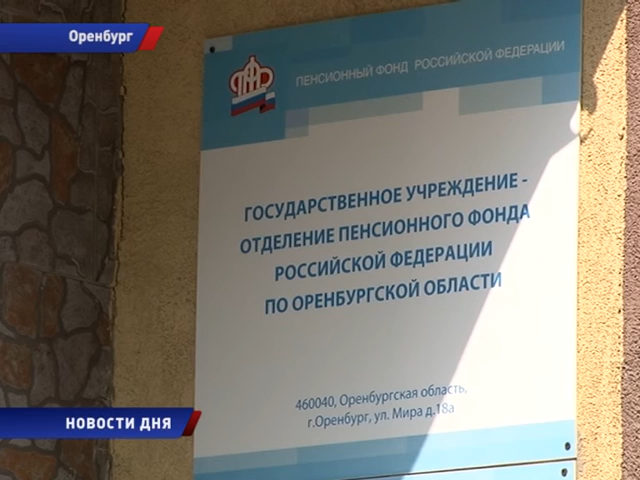 Оренбург
ПЕНСИОННЫЙ ФОНД РОССИЙСКОЙ ФЕДЕРАЦИИ
ГОСУДАРСТВЕННОЕ УЧРЕЖДЕНИЕ -
ОТДЕЛЕНИЕ ПЕНСИОННОГО ФОНДА
РОССИЙСКОЙ ФЕДЕРАЦИИ
ПО ОРЕНБУРГСКОЙ ОБЛАСТИ
460040, Оренбургская область,
г.Оренбург, ул. Мира д.18а
НОВОСТИ ДНЯ